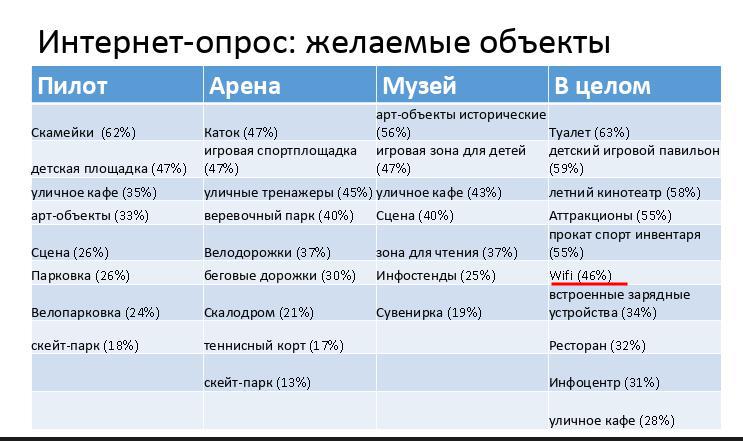 Интернет-опрос: желаемые объекты
Пилот Арена Музей В целом
Скамейки (62%) Каток (47%) арт-объекты исторические (56%) Туалет (63%)
детская площадка (47%) игровая спортплощадка (47%) игровая зона для детей (47%) детский игровой павильон (59%)
уличное кафе (35%) уличные тренажеры (45%) уличное кафе (43%) летний кинотеатр (58%)
арт-объекты (33%) веревочный парк (40%) Сцена (40%) Аттракционы (55%)
Сцена (26%) Велодорожки (37%) зона для чтения (37%) прокат спорт инвентаря (55%)
Парковка (26%) беговые дорожки (30%) Инфостенды (25%) Wifi (46%)
Велопарковка (24%) Скалодром (21%) Сувенирка (19%) встроенные зарядные устройства (34%)
скейт-парк (18%) теннисный корт (17%) Ресторан (32%)
скейт-парк (13%) Инфоцентр (31%)
уличное кафе (28%)